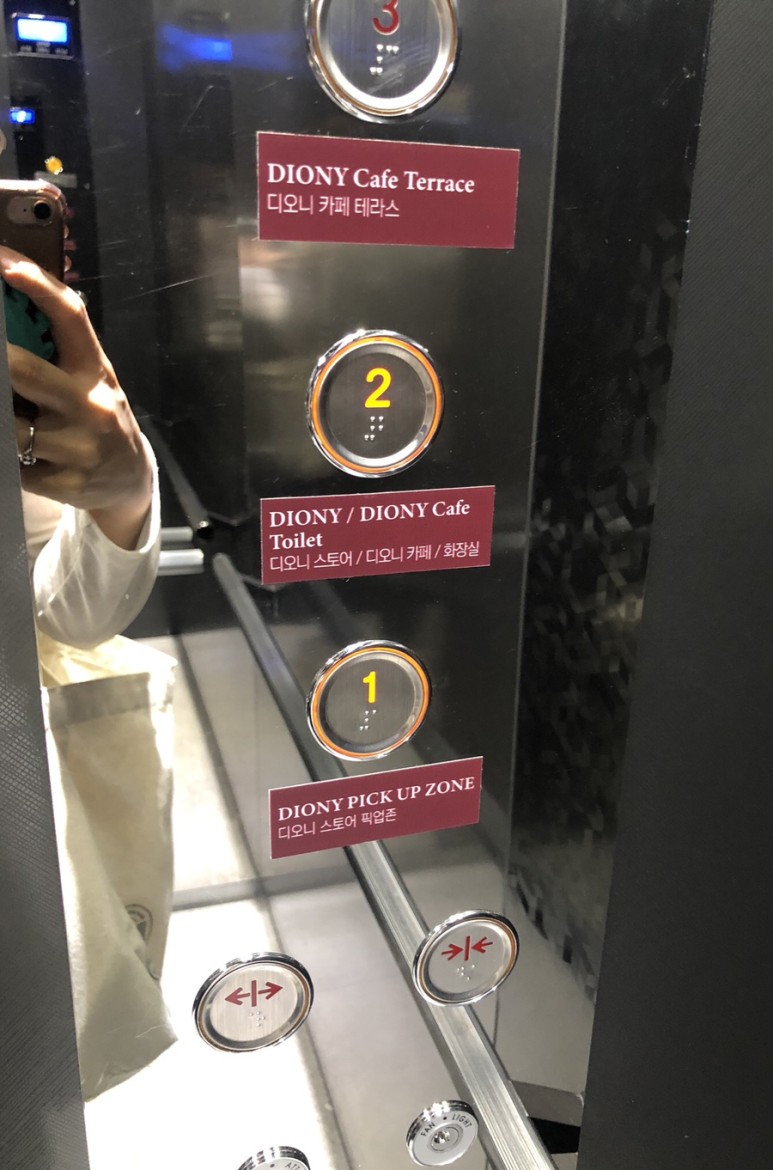 3
DIONY Cafe Terrace
디오니 카페 테라스
2
DIONY / DIONY Cafe
Toilet
디오니 스토어 / 디오니 카페 / 화장실
1
DIONY PICK UP ZONE
디오니 스토어 픽업존
FAN • LIGHT